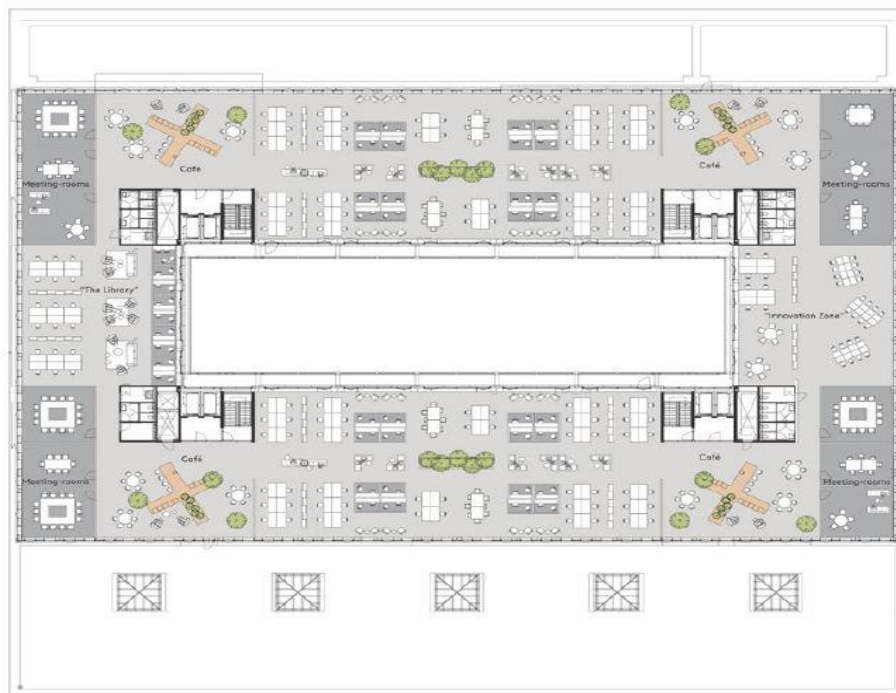 Café
Café
Meeting-rooms
Meeting-rooms
"The Library"
"Innovation Zone"
Café
Café
Meeting-rooms
Meeting-rooms